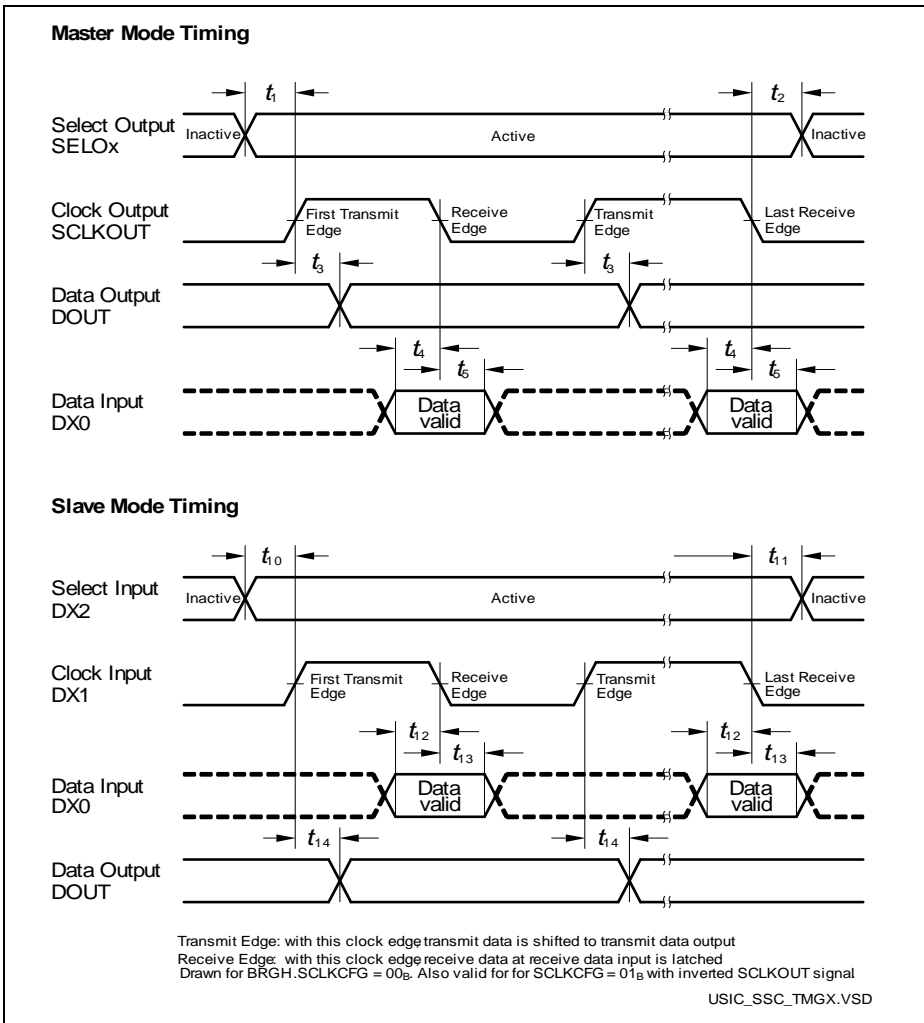 Master Mode Timing
t1
t2
Select Output
SELOx
Inactive
Active
Inactive
Clock Output
SCLKOUT
First Transmit
Edge
Receive
Edge
Transmit
Edge
Last Receive
Edge
t3
t3
Data Output
DOUT
t4
t5
t4
t5
Data Input
DX0
Data
valid
Data
valid
Slave Mode Timing
t10
t11
Select Input
DX2
Inactive
Active
Inactive
Clock Input
DX1
First Transmit
Edge
Receive
Edge
Transmit
Edge
Last Receive
Edge
t12
t13
t12
t13
Data Input
DX0
Data
valid
Data
valid
t14
t14
Data Output
DOUT
Transmit Edge: with this clock edge, transmit data is shifted to transmit data output
Receive Edge: with this clock edge, receive data at receive data input is latched
Drawn for BRGH.SCLKCFG = 00B. Also valid for for SCLKCFG = 01B with inverted SCLKOUT signal.
USIC_SSC_TMGX.VSD